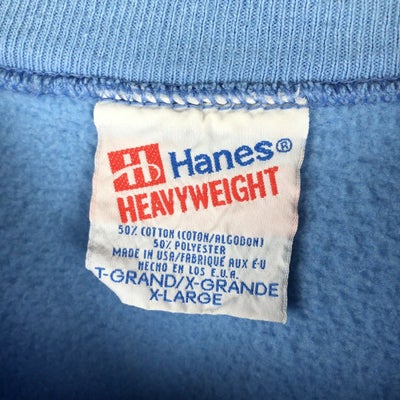 H Hanes®
HEAVYWEIGHT
50% COTTON (COTON/ALGODON)
50% POLYESTER
MADE IN USA/FABRIQUE AUX É-U
HECHO EN LOS E.U.A.
T-GRAND/X-GRANDE
X-LARGE